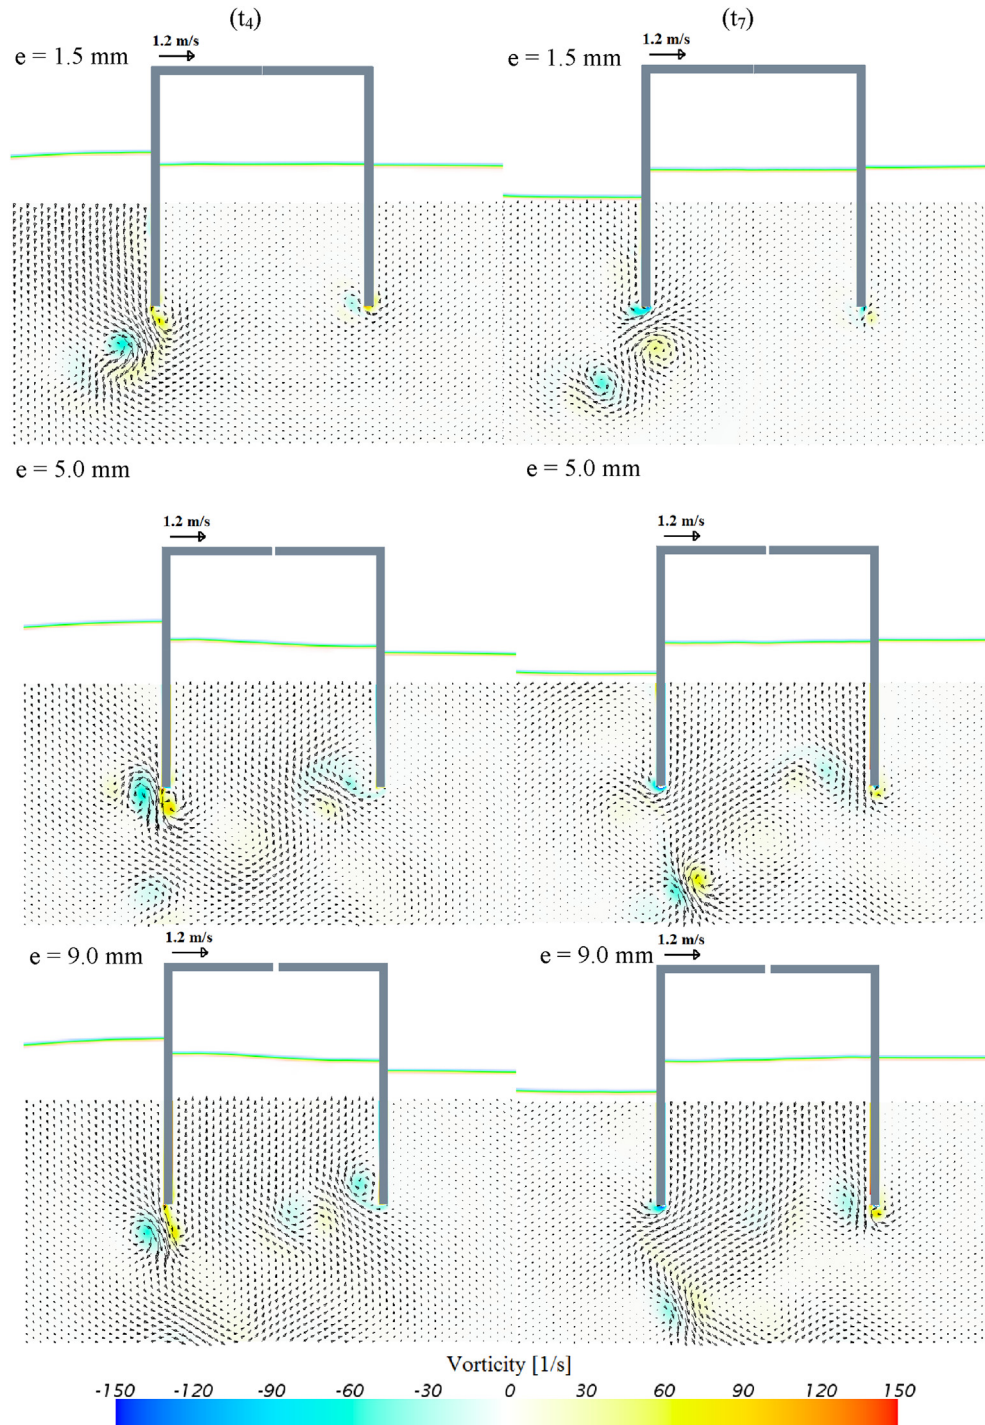 (t₄) (t₇)
e = 1.5 mm 1.2 m/s e = 1.5 mm 1.2 m/s
e = 5.0 mm e = 5.0 mm
1.2 m/s 1.2 m/s
e = 9.0 mm 1.2 m/s e = 9.0 mm 1.2 m/s
Vorticity [1/s]
-150 -120 -90 -60 -30 0 30 60 90 120 150